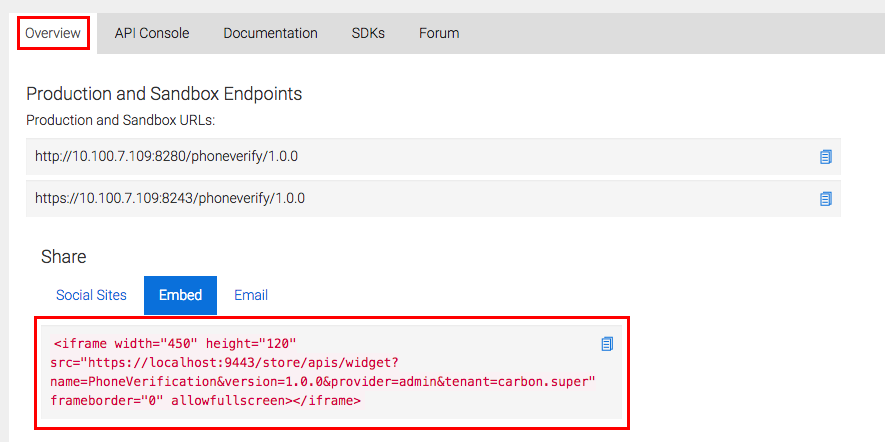 Overview API Console Documentation SDKs Forum
Production and Sandbox Endpoints
Production and Sandbox URLs:
http://10.100.7.109:8280/phoneverify/1.0.0
https://10.100.7.109:8243/phoneverify/1.0.0
Share
Social Sites Embed Email
<iframe width="450" height="120"
src="https://localhost:9443/store/apis/widget?
name=PhoneVerification&version=1.0.0&provider=admin&tenant=carbon.super"
frameborder="0" allowfullscreen></iframe>